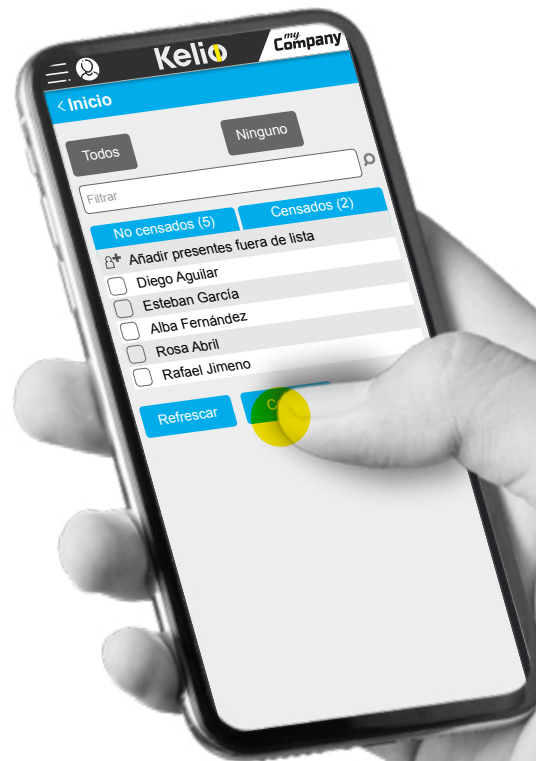 Kelio
my
Company
< Inicio
Todos
Ninguno
Filtrar
No censados (5)
Censados (2)
Añadir presentes fuera de lista
Diego Aguilar
Esteban García
Alba Fernández
Rosa Abril
Rafael Jimeno
Refrescar